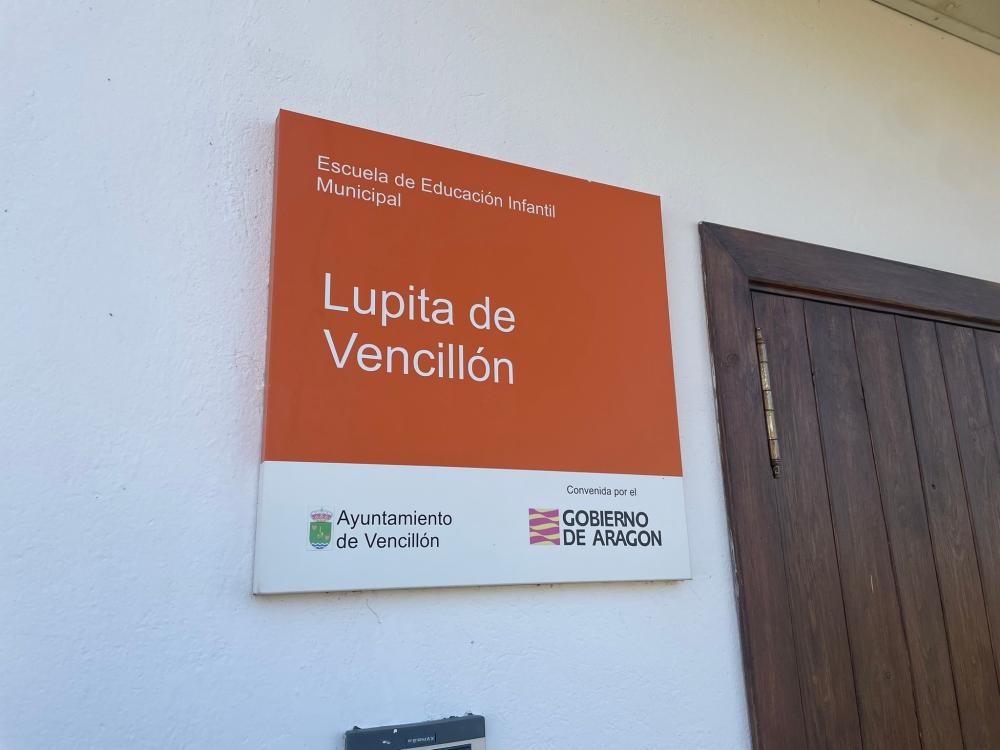 Escuela de Educación Infantil
Municipal
Lupita de
Vencillón
Convenida por el
Ayuntamiento
de Vencillón
GOBIERNO
DE ARAGON